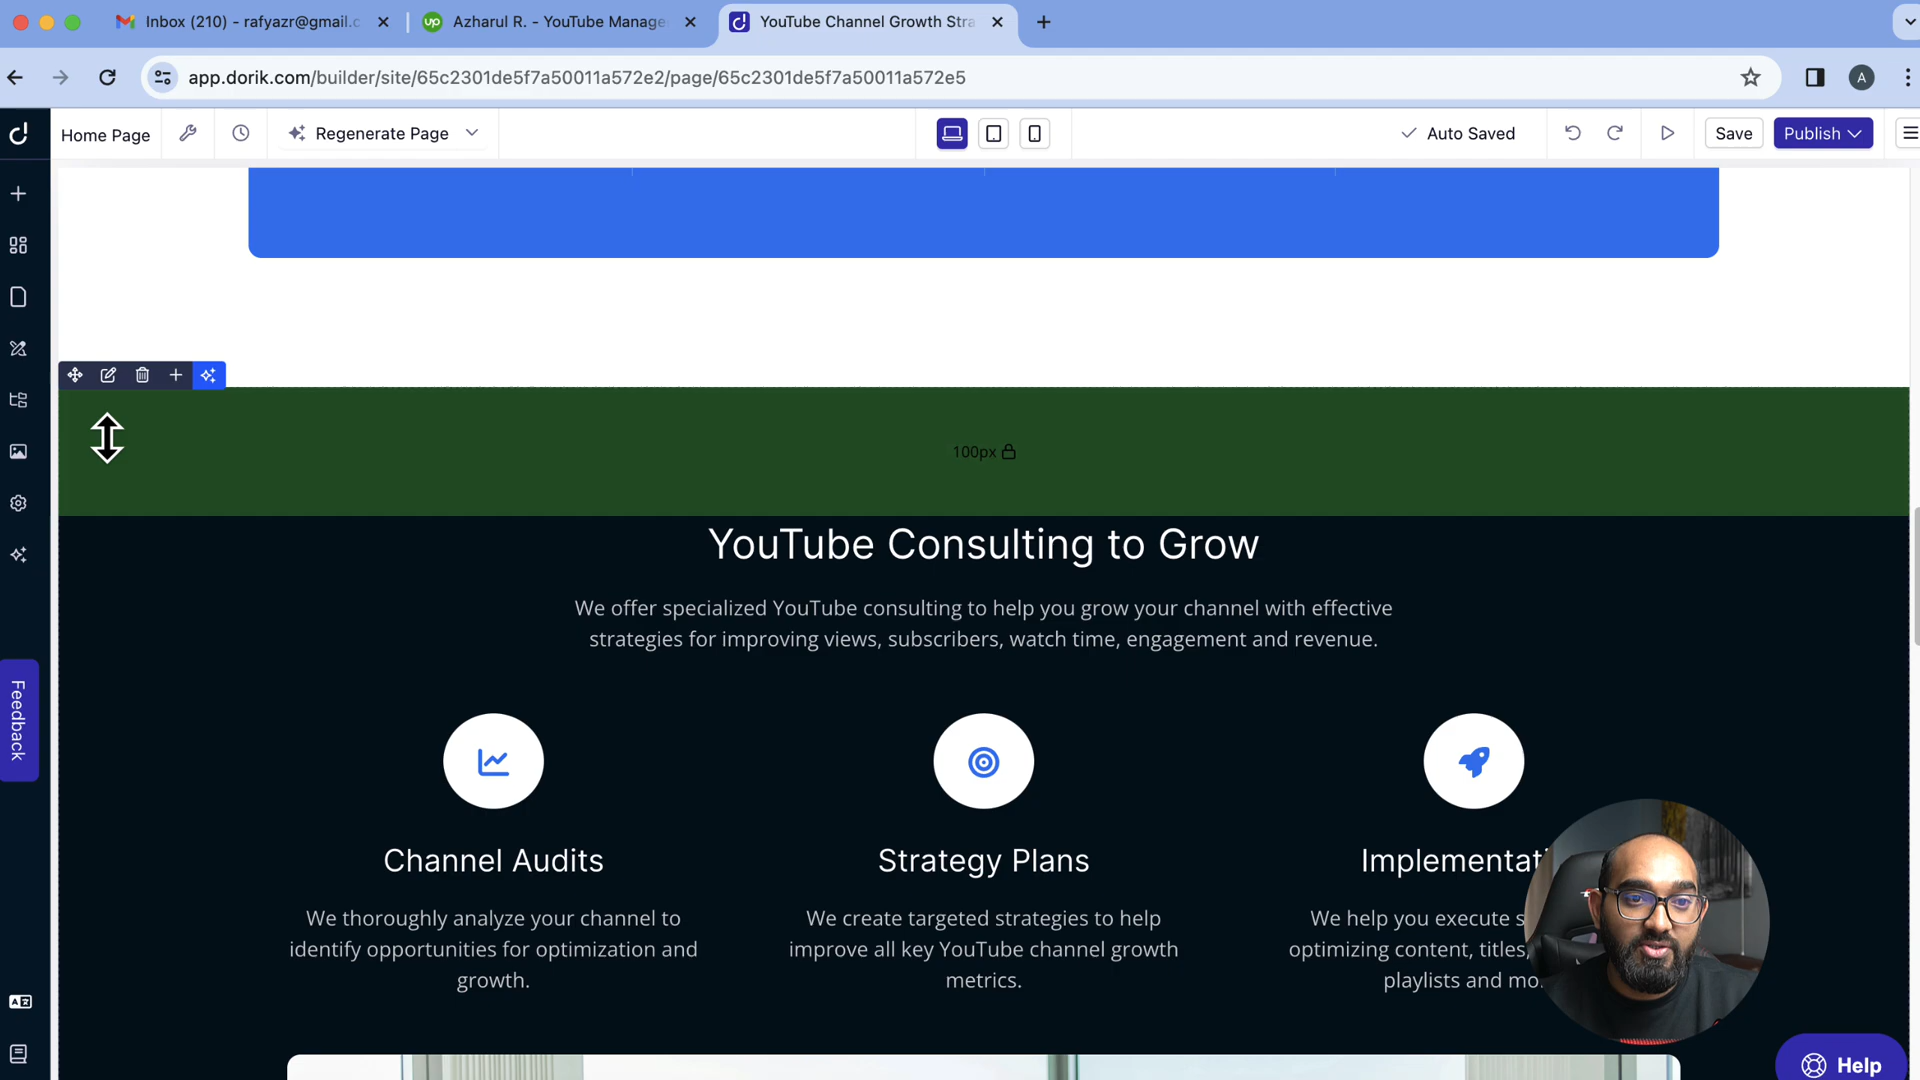 Inbox (210) - rafyazr@gmail.c
up
Azharul R. - YouTube Manage
YouTube Channel Growth Stra
app.dorik.com/builder/site/65c2301de5f7a50011a572e2/page/65c2301de5f7a50011a572e5
A
Home Page
Regenerate Page
Auto Saved
Save
Publish
100px
YouTube Consulting to Grow
We offer specialized YouTube consulting to help you grow your channel with effective
strategies for improving views, subscribers, watch time, engagement and revenue.
Feedback
Channel Audits
Strategy Plans
Implementati
We thoroughly analyze your channel to
identify opportunities for optimization and
growth.
We create targeted strategies to help
improve all key YouTube channel growth
metrics.
We help you execute s
optimizing content, titles,
playlists and mo
Help